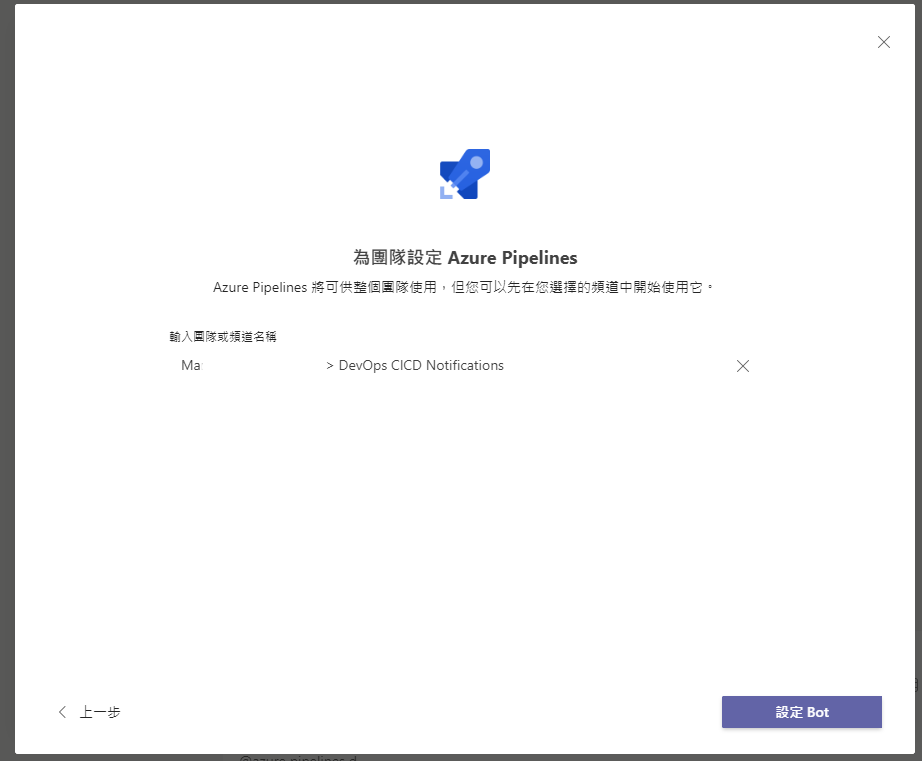 為團隊設定 Azure Pipelines
Azure Pipelines 將可供整個團隊使用，但您可以先在您選擇的頻道中開始使用它。
輸入團隊或頻道名稱
Ma > DevOps CICD Notifications
上一步
設定 Bot